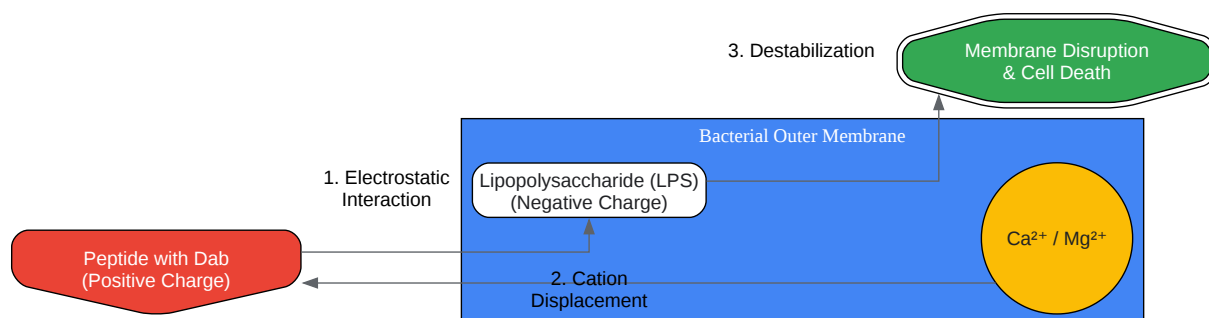 3. Destabilization
Membrane Disruption
& Cell Death
Bacterial Outer Membrane
1. Electrostatic
Interaction
Lipopolysaccharide (LPS)
(Negative Charge)
Ca²⁺ / Mg²⁺
Peptide with Dab
(Positive Charge)
2. Cation
Displacement